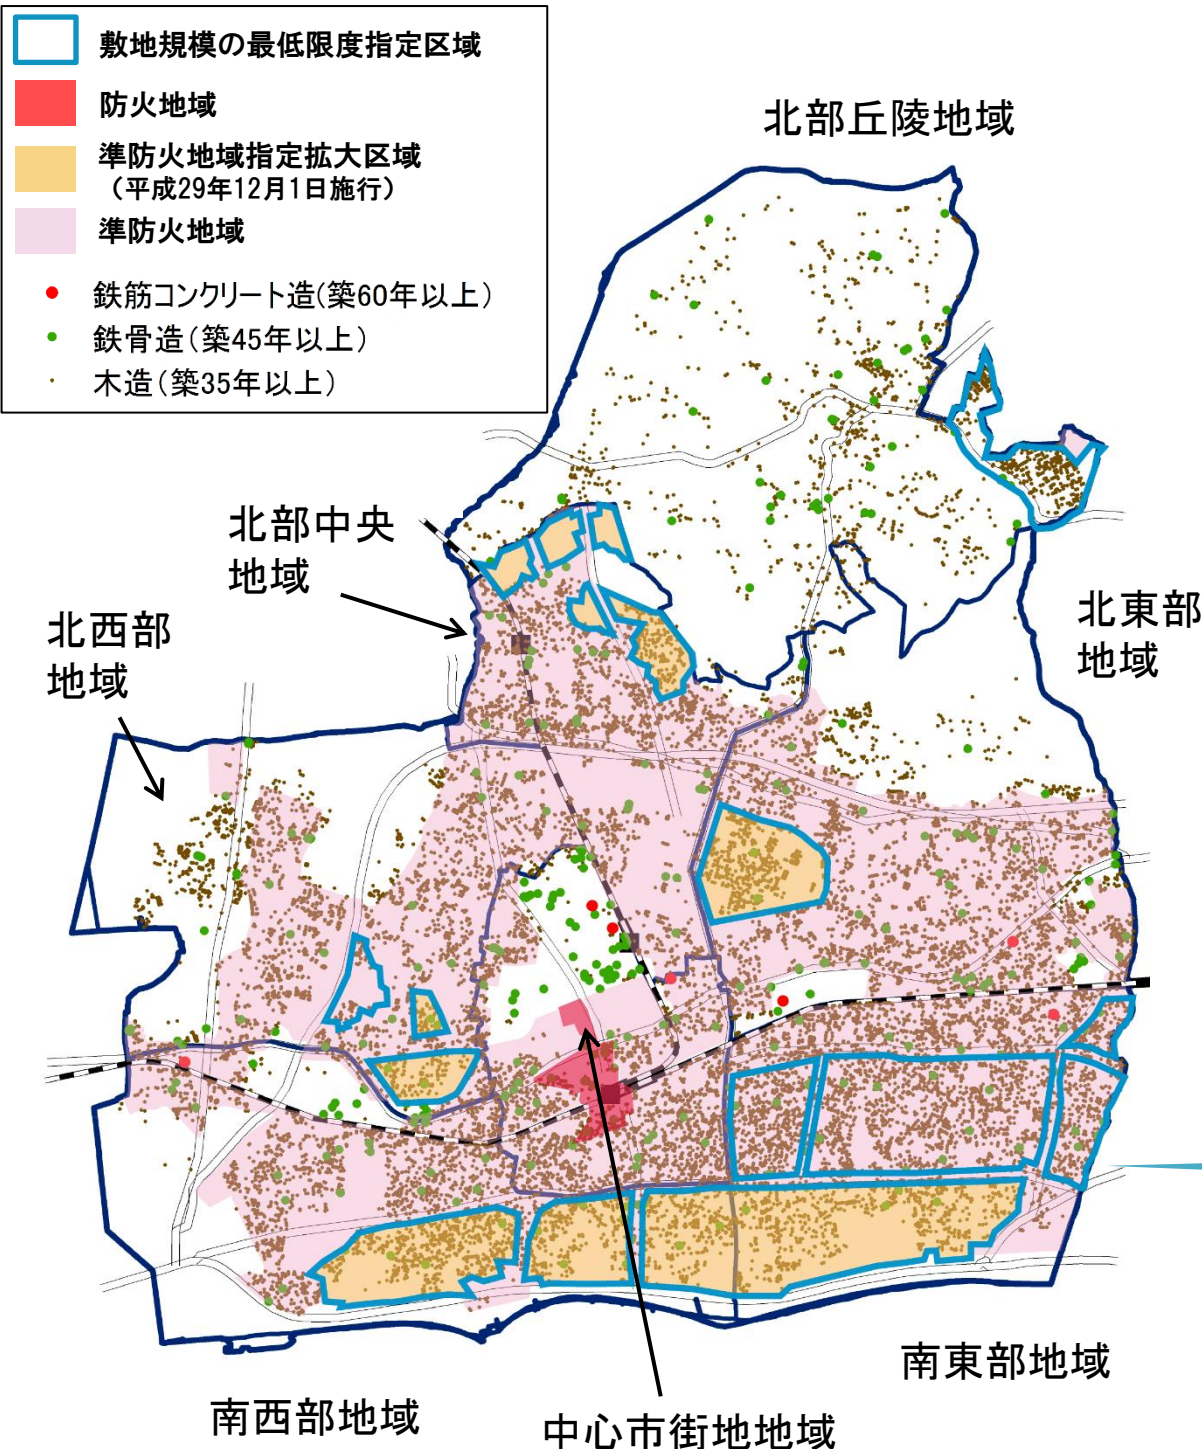 敷地規模の最低限度指定区域
防火地域
準防火地域指定拡大区域
（平成29年12月1日施行）
準防火地域
鉄筋コンクリート造(築60年以上)
鉄骨造(築45年以上)
木造(築35年以上)
北部丘陵地域
北部中央
地域
北西部
地域
北東部
地域
南東部地域
南西部地域
中心市街地地域